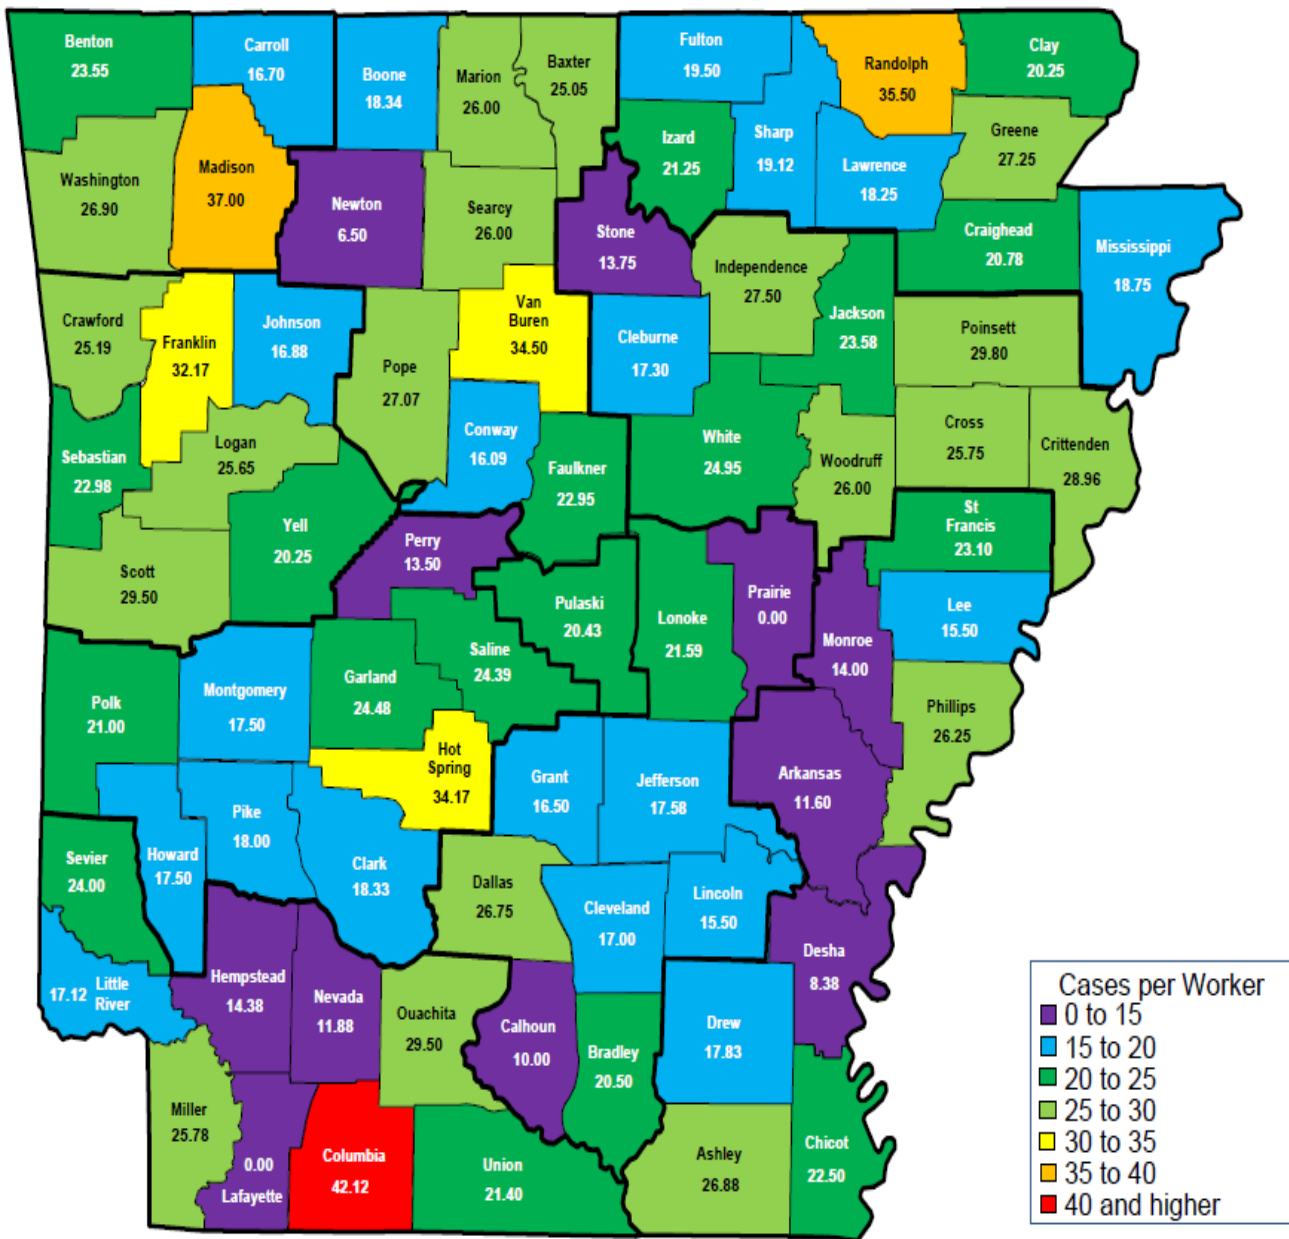 Benton
23.55
Carroll
16.70
Boone
18.34
Marion
26.00
Baxter
25.05
Fulton
19.50
Randolph
35.50
Clay
20.25
Izard
21.25
Sharp
19.12
Lawrence
18.25
Greene
27.25
Washington
26.90
Madison
37.00
Newton
6.50
Searcy
26.00
Stone
13.75
Independence
27.50
Craighead
20.78
Mississippi
18.75
Crawford
25.19
Franklin
32.17
Johnson
16.88
Pope
27.07
Van
Buren
34.50
Cleburne
17.30
Jackson
23.58
Poinsett
29.80
Sebastian
22.98
Logan
25.65
Conway
16.09
Faulkner
22.95
White
24.95
Woodruff
26.00
Cross
25.75
Crittenden
28.96
Yell
20.25
Perry
13.50
St
Francis
23.10
Scott
29.50
Pulaski
20.43
Lonoke
21.59
Prairie
0.00
Monroe
14.00
Lee
15.50
Polk
21.00
Montgomery
17.50
Garland
24.48
Saline
24.39
Phillips
26.25
Hot
Spring
34.17
Grant
16.50
Jefferson
17.58
Arkansas
11.60
Sevier
24.00
Howard
17.50
Pike
18.00
Clark
18.33
Dallas
26.75
Cleveland
17.00
Lincoln
15.50
Desha
8.38
17.12 Little
River
Hempstead
14.38
Nevada
11.88
Ouachita
29.50
Calhoun
10.00
Bradley
20.50
Drew
17.83
Miller
25.78
0.00
Lafayette
Columbia
42.12
Union
21.40
Ashley
26.88
Chicot
22.50
Cases per Worker
0 to 15
15 to 20
20 to 25
25 to 30
30 to 35
35 to 40
40 and higher